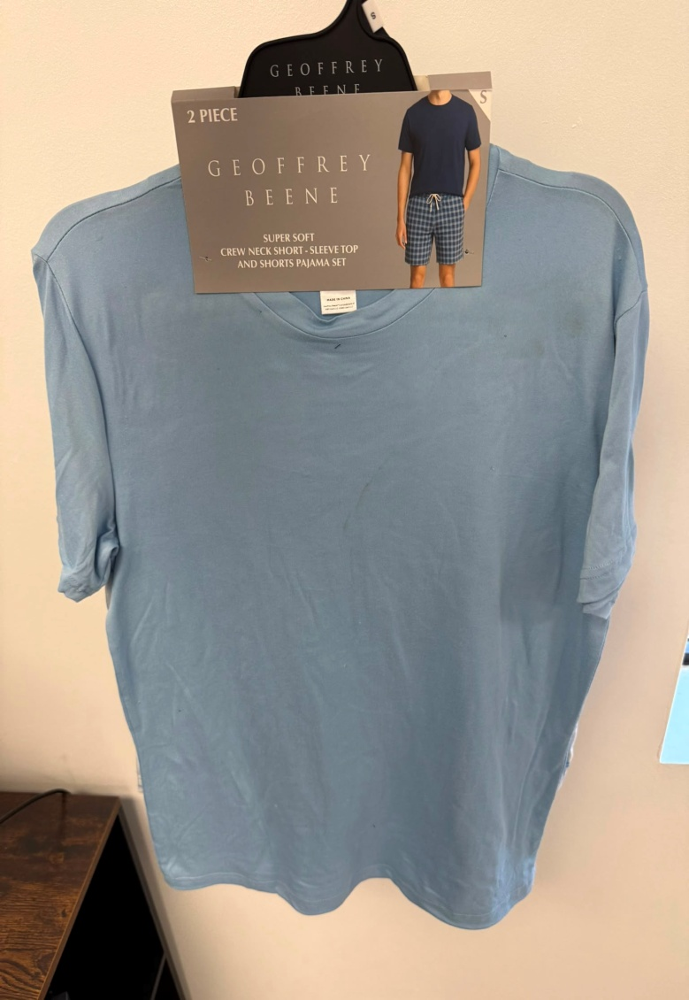 S
GEOFFREY
BEENE
2 PIECE
S
GEOFFREY
BEENE
SUPER SOFT
CREW NECK SHORT - SLEEVE TOP
AND SHORTS PAJAMA SET
MADE IN CHINA